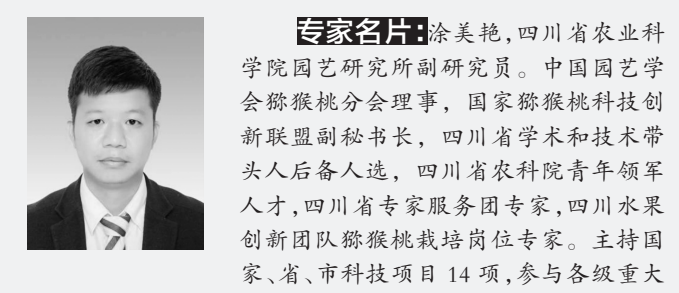 专家名片:涂美艳,四川省农业科
学院园艺研究所副研究员。中国园艺学
会猕猴桃分会理事，国家猕猴桃科技创
新联盟副秘书长，四川省学术和技术带
头人后备人选，四川省农科院青年领军
人才,四川省专家服务团专家,四川水果
创新团队猕猴桃栽培岗位专家。主持国
家、省、市科技项目 14 项,参与各级重大